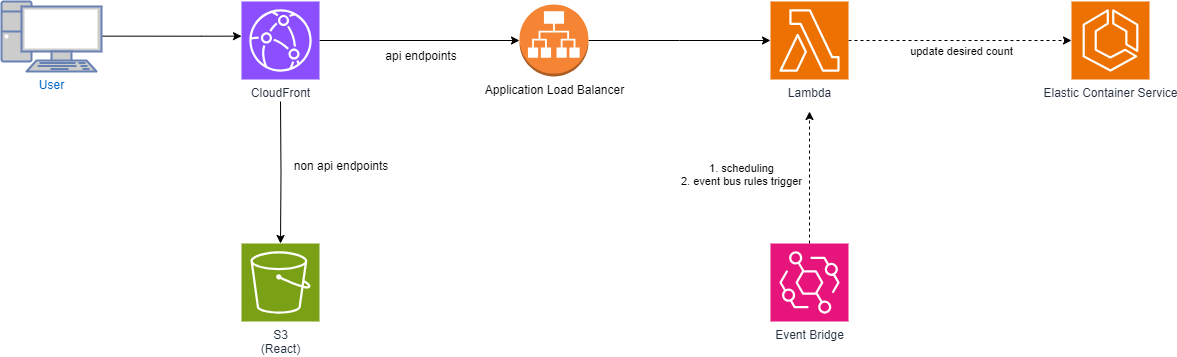 api endpoints
update desired count
User
CloudFront
Application Load Balancer
Lambda
Elastic Container Service
non api endpoints
1. scheduling
2. event bus rules trigger
S3
(React)
Event Bridge